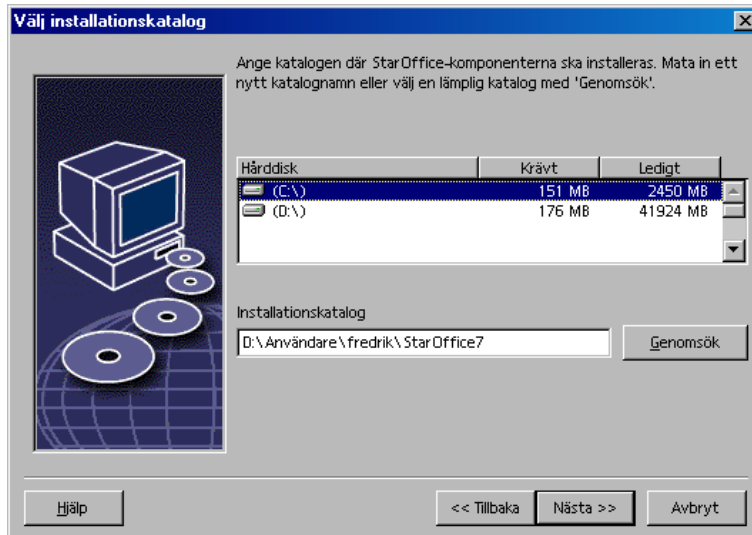 Välj installationskatalog
Ange katalogen där StarOffice-komponenterna ska installeras. Mata in ett
nytt katalognamn eller välj en lämplig katalog med 'Genomsök'.
Hårddisk Krävt Ledigt
(C:\) 151 MB 2450 MB
(D:\) 176 MB 41924 MB
Installationskatalog
D:\Användare\fredrik\StarOffice7 Genomsök
Hjälp << Tillbaka Nästa >> Avbryt